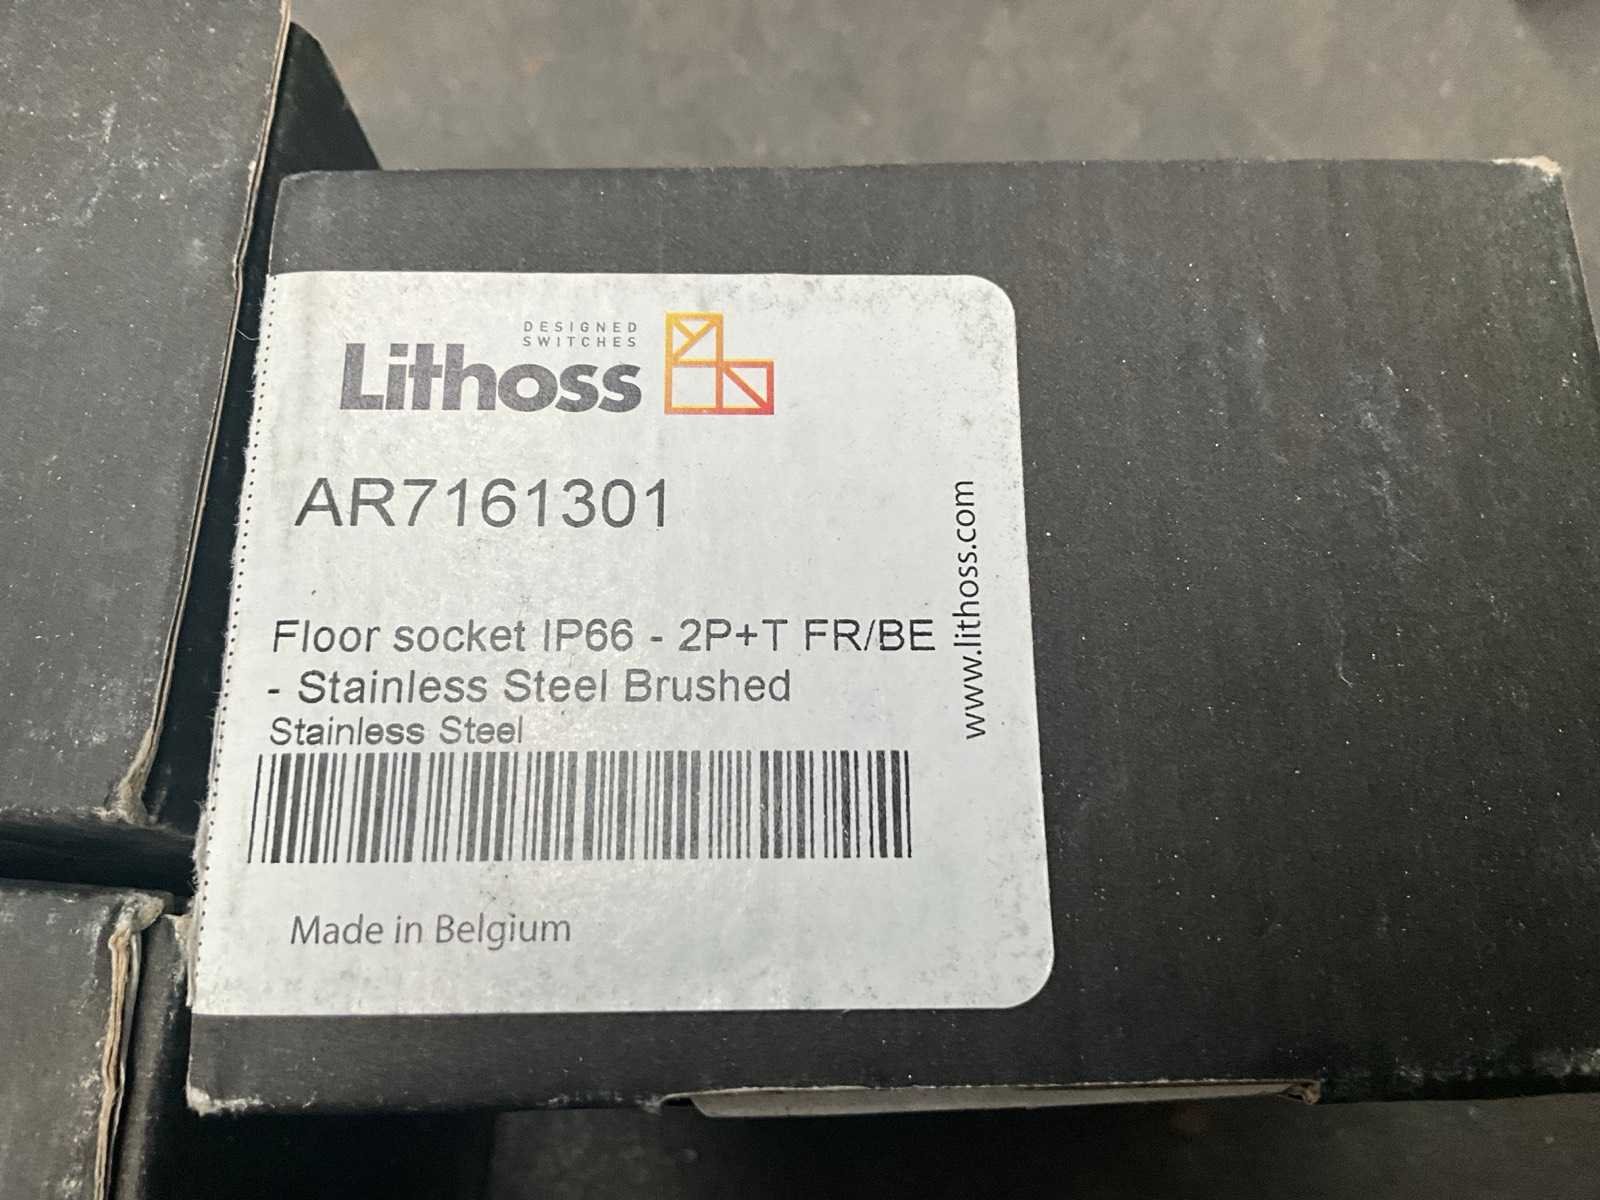 DESIGNED
SWITCHES
Lithoss
AR7161301
Floor socket IP66 - 2P+T FR/BE
- Stainless Steel Brushed
Stainless Steel
Made in Belgium
www.lithoss.com